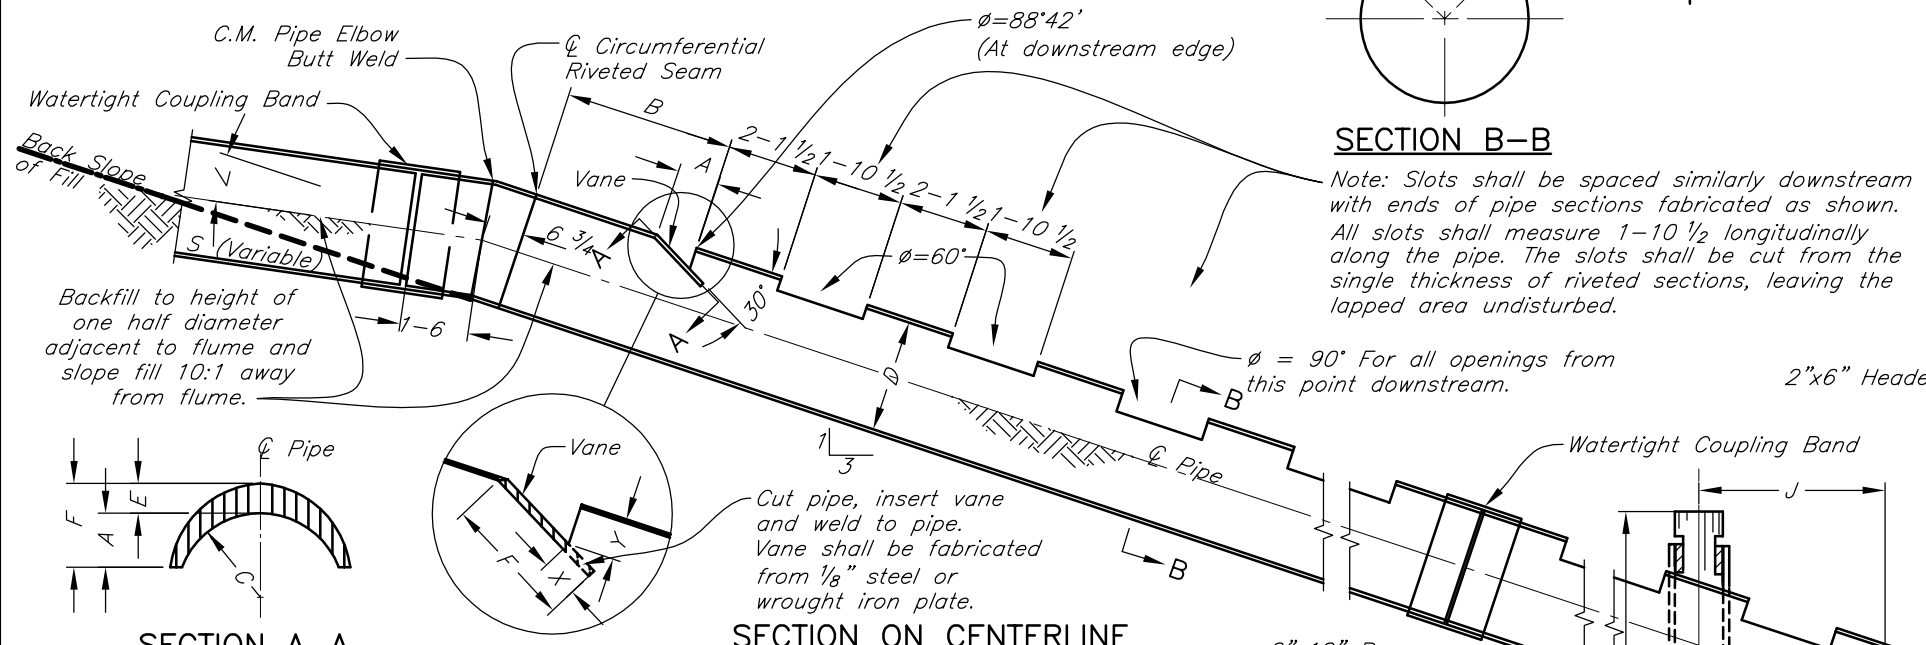 C.M. Pipe Elbow
Butt Weld
℄ Circumferential
Riveted Seam
ø=88°42'
(At downstream edge)
Watertight Coupling Band
Back Slope
of Fill
V
S (Variable)
B
2-1 1/2
1-10 1/2
2-1 1/2
1-10 1/2
A
Vane
6 3/4
A
A
30°
ø=60°
D
1-6
Backfill to height of
one half diameter
adjacent to flume and
slope fill 10:1 away
from flume.
SECTION B-B
Note: Slots shall be spaced similarly downstream
with ends of pipe sections fabricated as shown.
All slots shall measure 1-10 1/2 longitudinally
along the pipe. The slots shall be cut from the
single thickness of riveted sections, leaving the
lapped area undisturbed.
ø = 90° For all openings from
this point downstream.
B
B
2"x6" Heade
1
3
℄ Pipe
Watertight Coupling Band
J
℄ Pipe
F
A
E
C
SECTION A-A
Vane
F
X
Y
Cut pipe, insert vane
and weld to pipe.
Vane shall be fabricated
from 1/8" steel or
wrought iron plate.
SECTION ON CENTERLINE